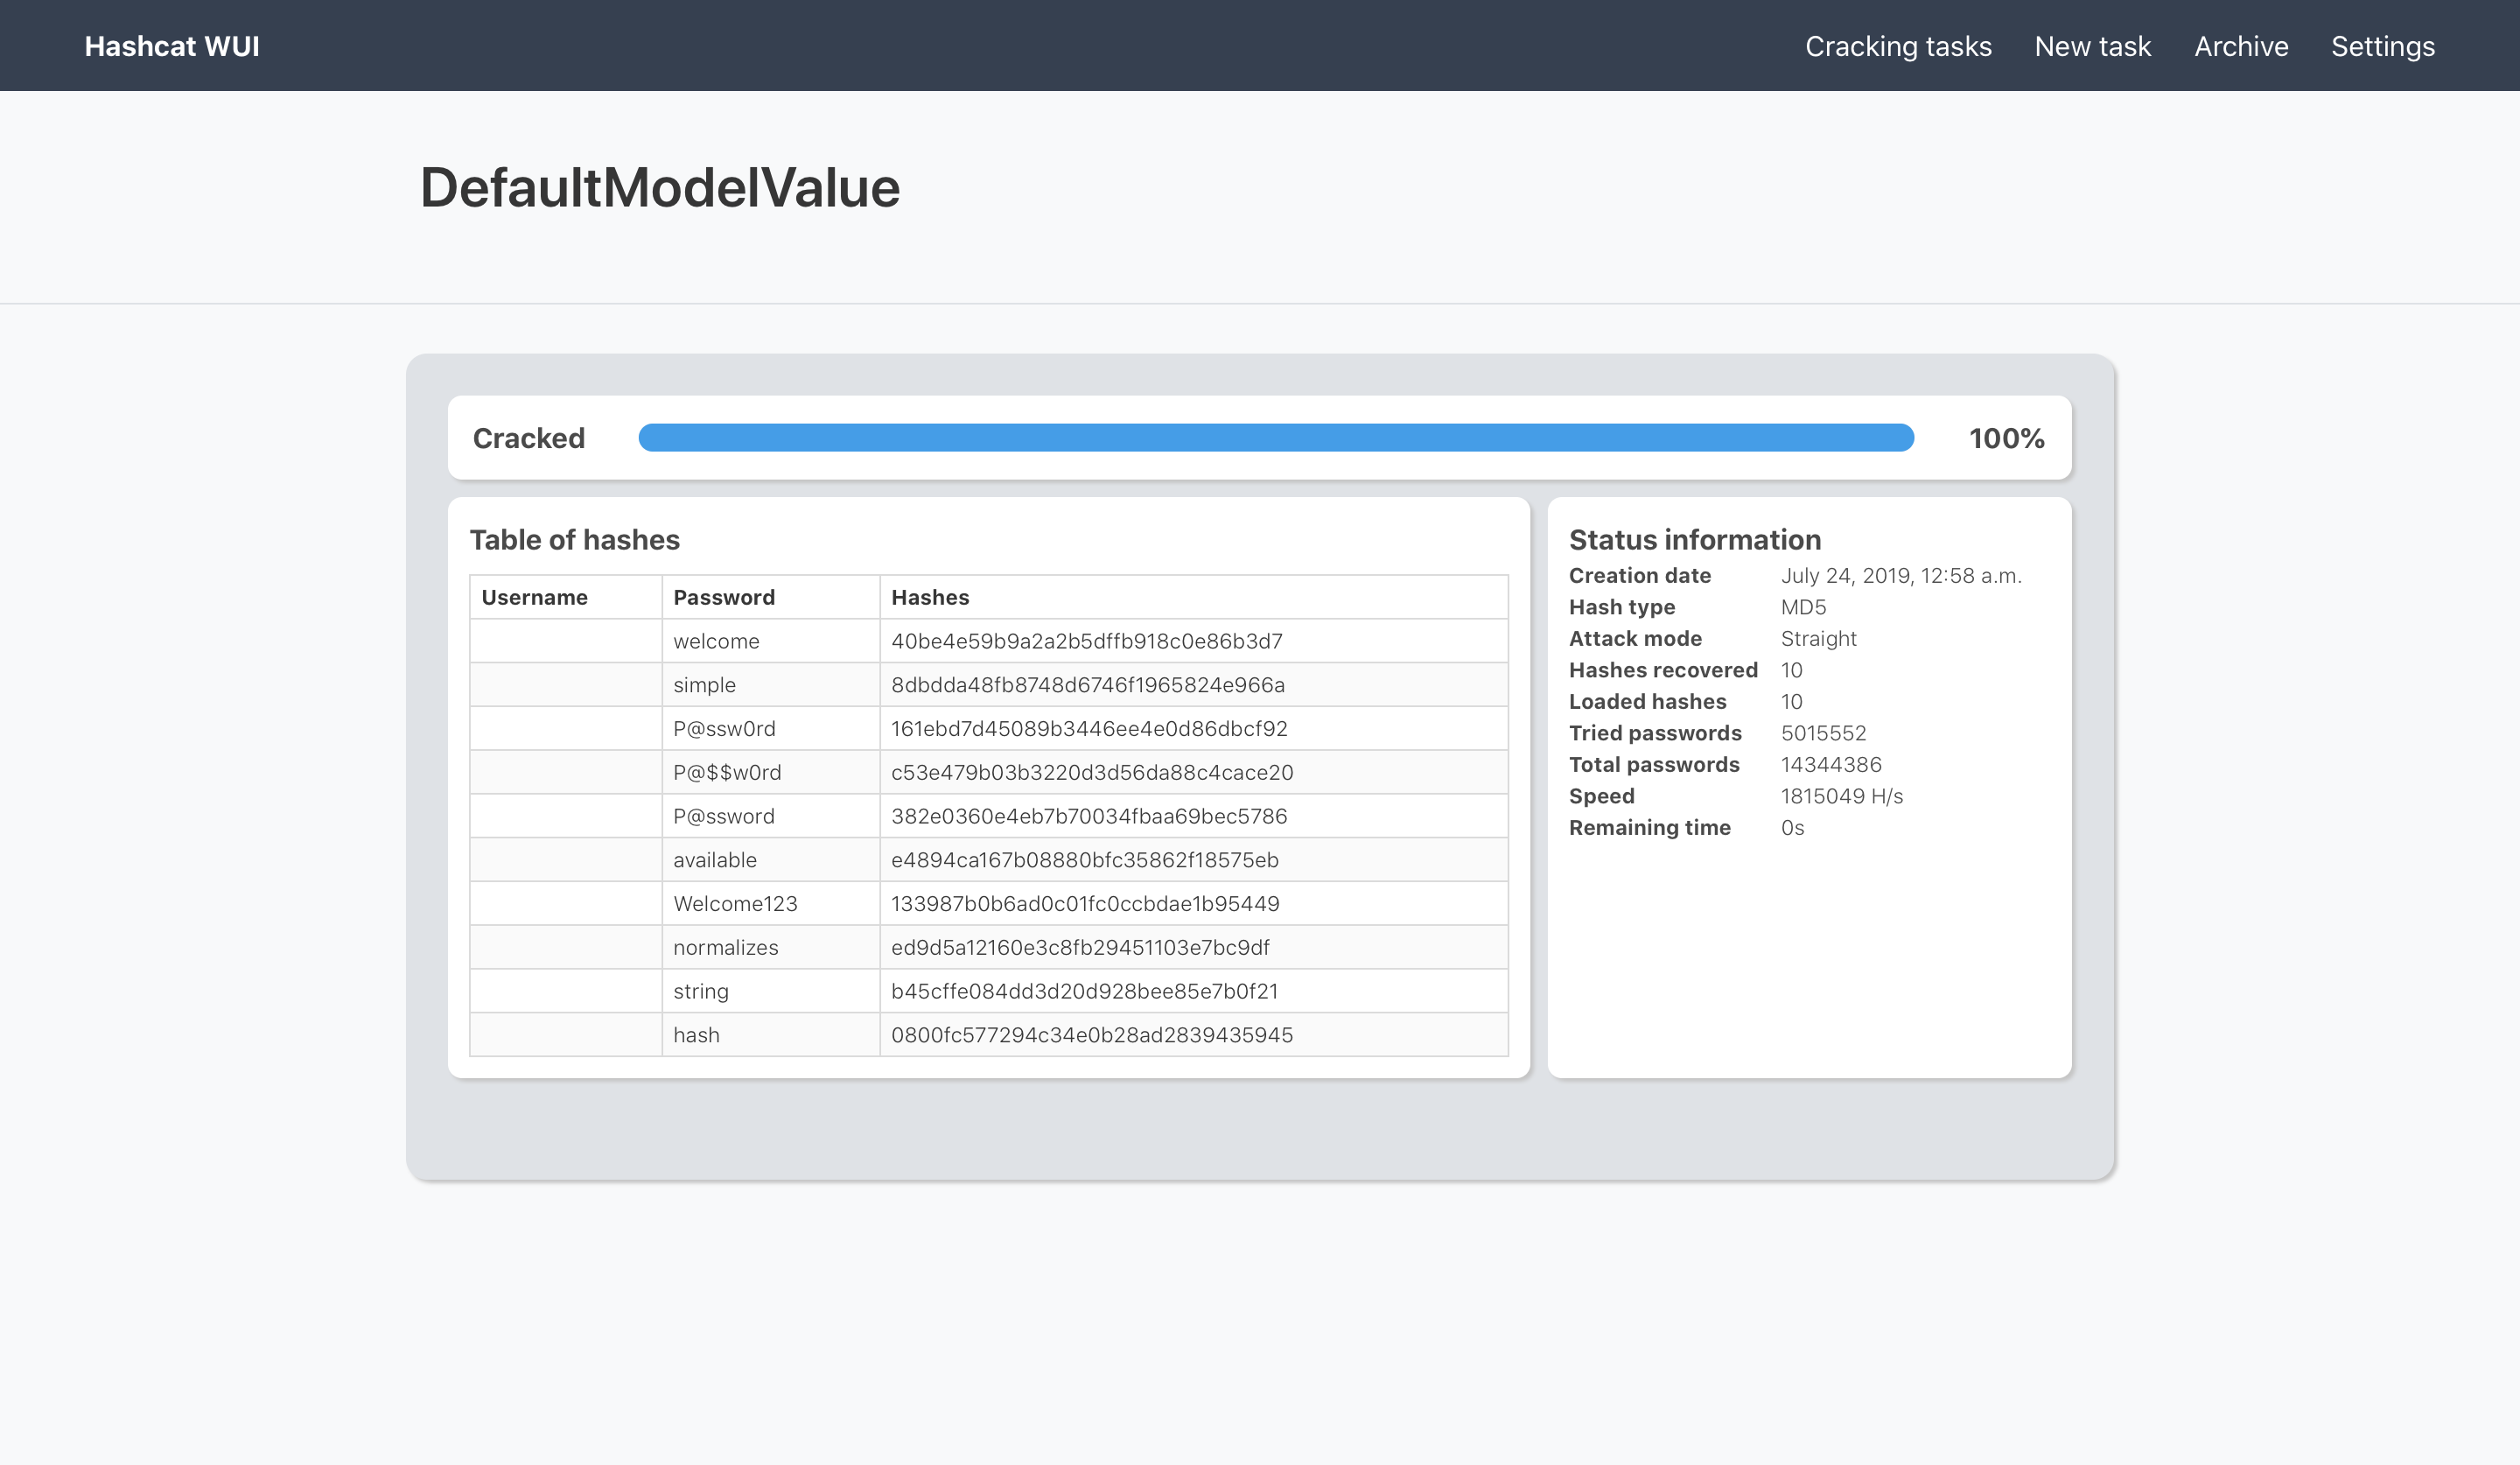 Hashcat WUI Cracking tasks New task Archive Settings
DefaultModelValue
Cracked 100%
Table of hashes
Username Password Hashes
welcome 40be4e59b9a2a2b5dffb918c0e86b3d7
simple 8dbdda48fb8748d6746f1965824e966a
P@ssw0rd 161ebd7d45089b3446ee4e0d86dbcf92
P@$$w0rd c53e479b03b3220d3d56da88c4cace20
P@ssword 382e0360e4eb7b70034fbaa69bec5786
available e4894ca167b08880bfc35862f18575eb
Welcome123 133987b0b6ad0c01fc0ccbdae1b95449
normalizes ed9d5a12160e3c8fb29451103e7bc9df
string b45cffe084dd3d20d928bee85e7b0f21
hash 0800fc577294c34e0b28ad2839435945
Status information
Creation date July 24, 2019, 12:58 a.m.
Hash type MD5
Attack mode Straight
Hashes recovered 10
Loaded hashes 10
Tried passwords 5015552
Total passwords 14344386
Speed 1815049 H/s
Remaining time 0s